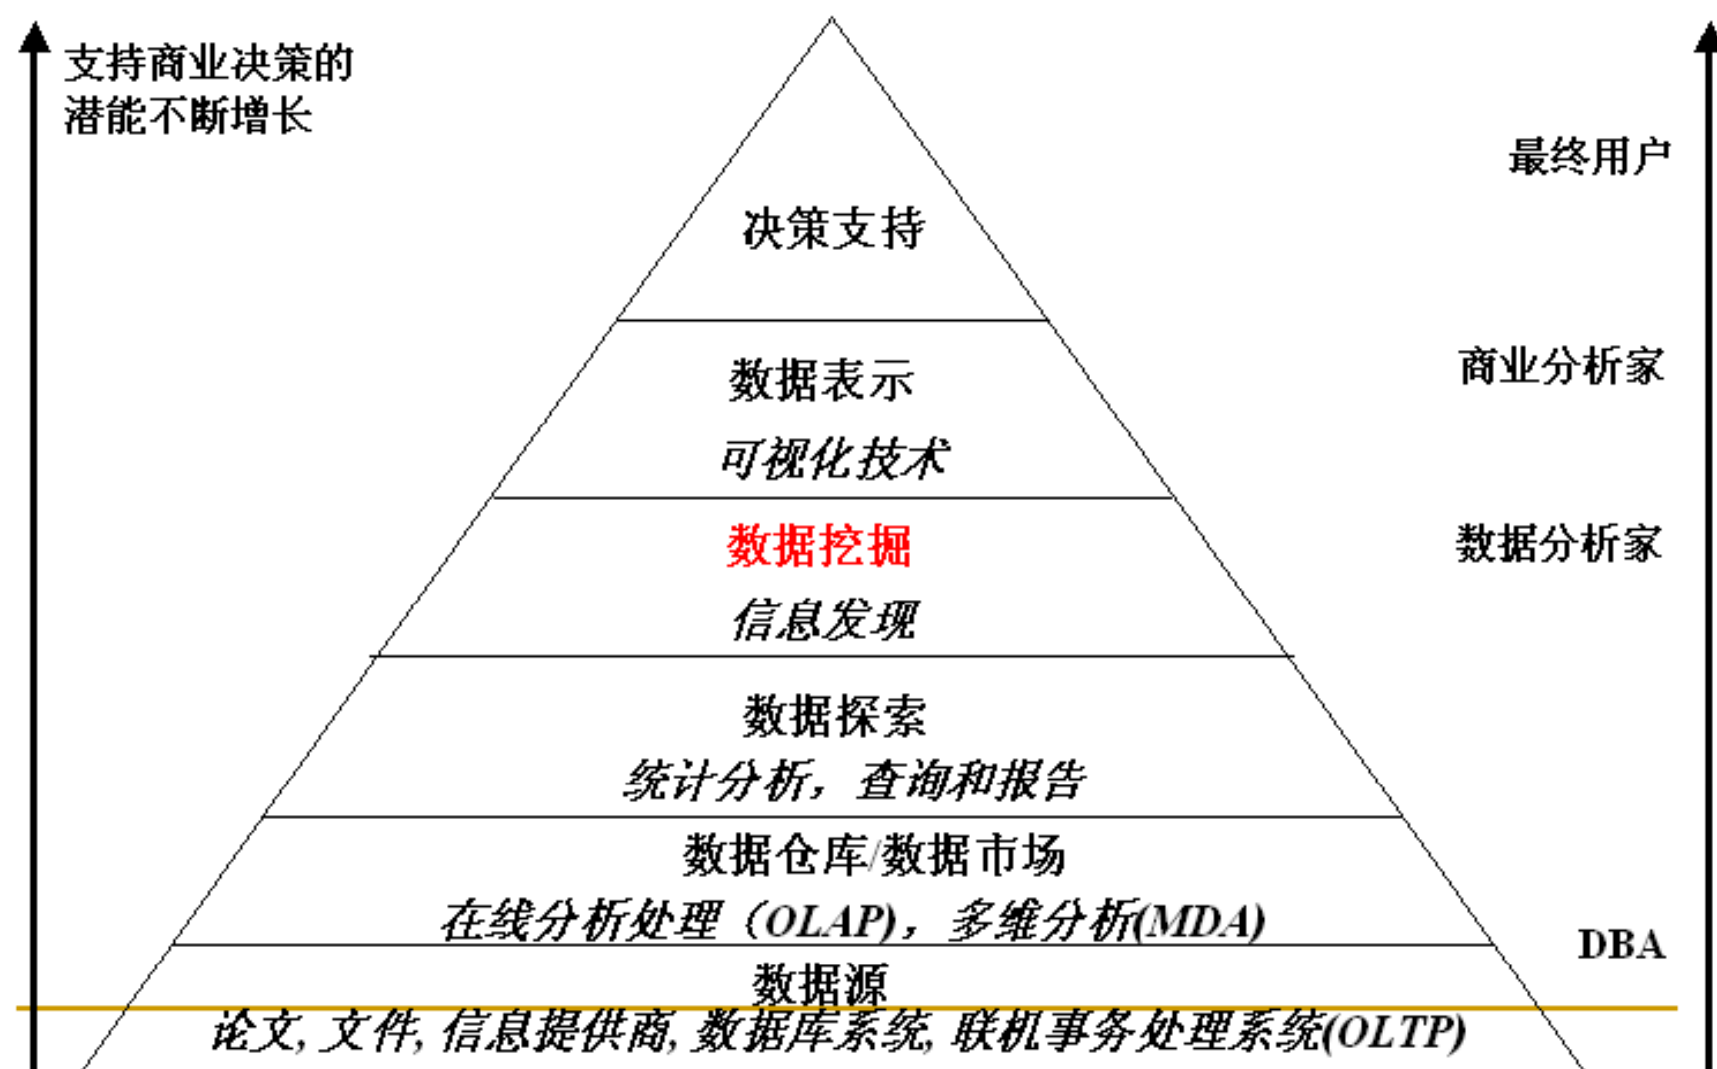 支持商业决策的
潜能不断增长
最终用户
决策支持
商业分析家
数据表示
可视化技术
数据挖掘
数据分析家
信息发现
数据探索
统计分析，查询和报告
数据仓库/数据市场
在线分析处理（OLAP)，多维分析(MDA)
DBA
数据源
论文, 文件, 信息提供商, 数据库系统, 联机事务处理系统(OLTP)